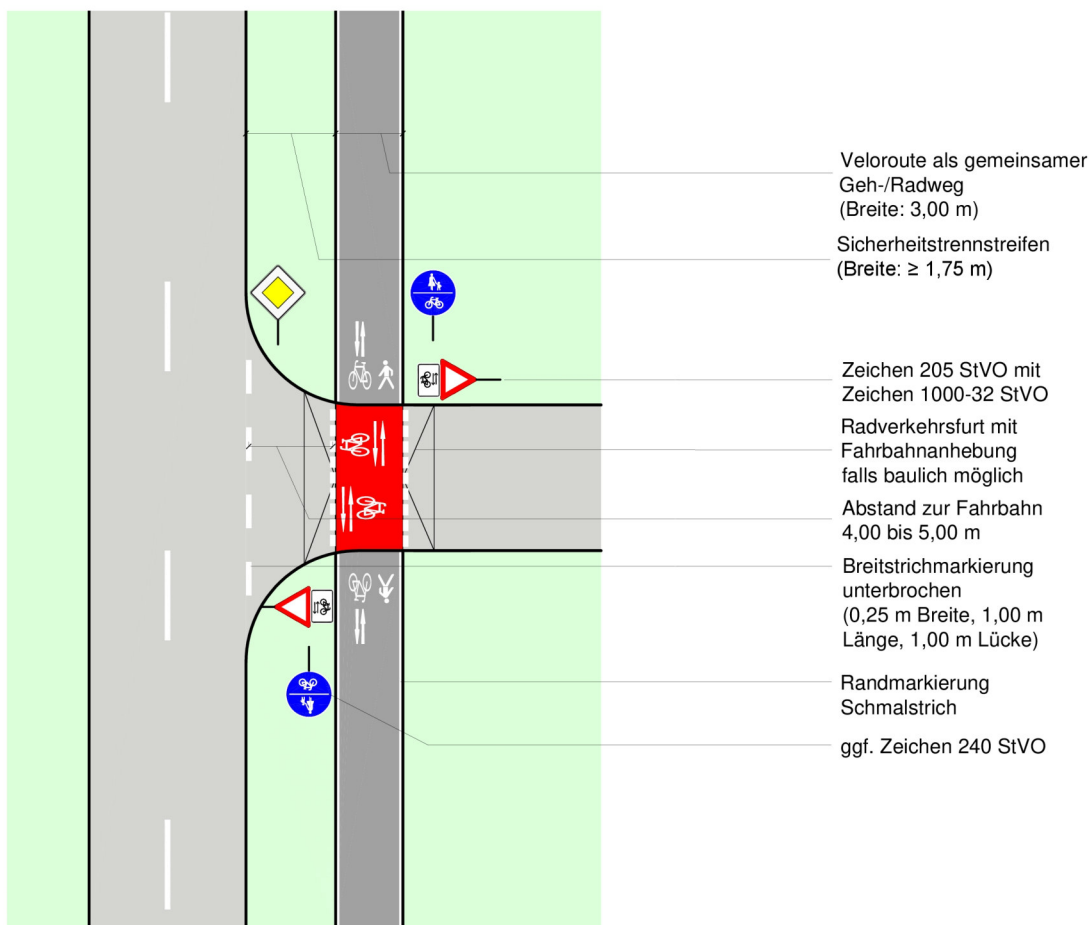 Veloroute als gemeinsamer
Geh-/Radweg
(Breite: 3,00 m)
Sicherheitstrennstreifen
(Breite: ≥ 1,75 m)
Zeichen 205 StVO mit
Zeichen 1000-32 StVO
Radverkehrsfurt mit
Fahrbahnanhebung
falls baulich möglich
Abstand zur Fahrbahn
4,00 bis 5,00 m
Breitstrichmarkierung
unterbrochen
(0,25 m Breite, 1,00 m
Länge, 1,00 m Lücke)
Randmarkierung
Schmalstrich
ggf. Zeichen 240 StVO